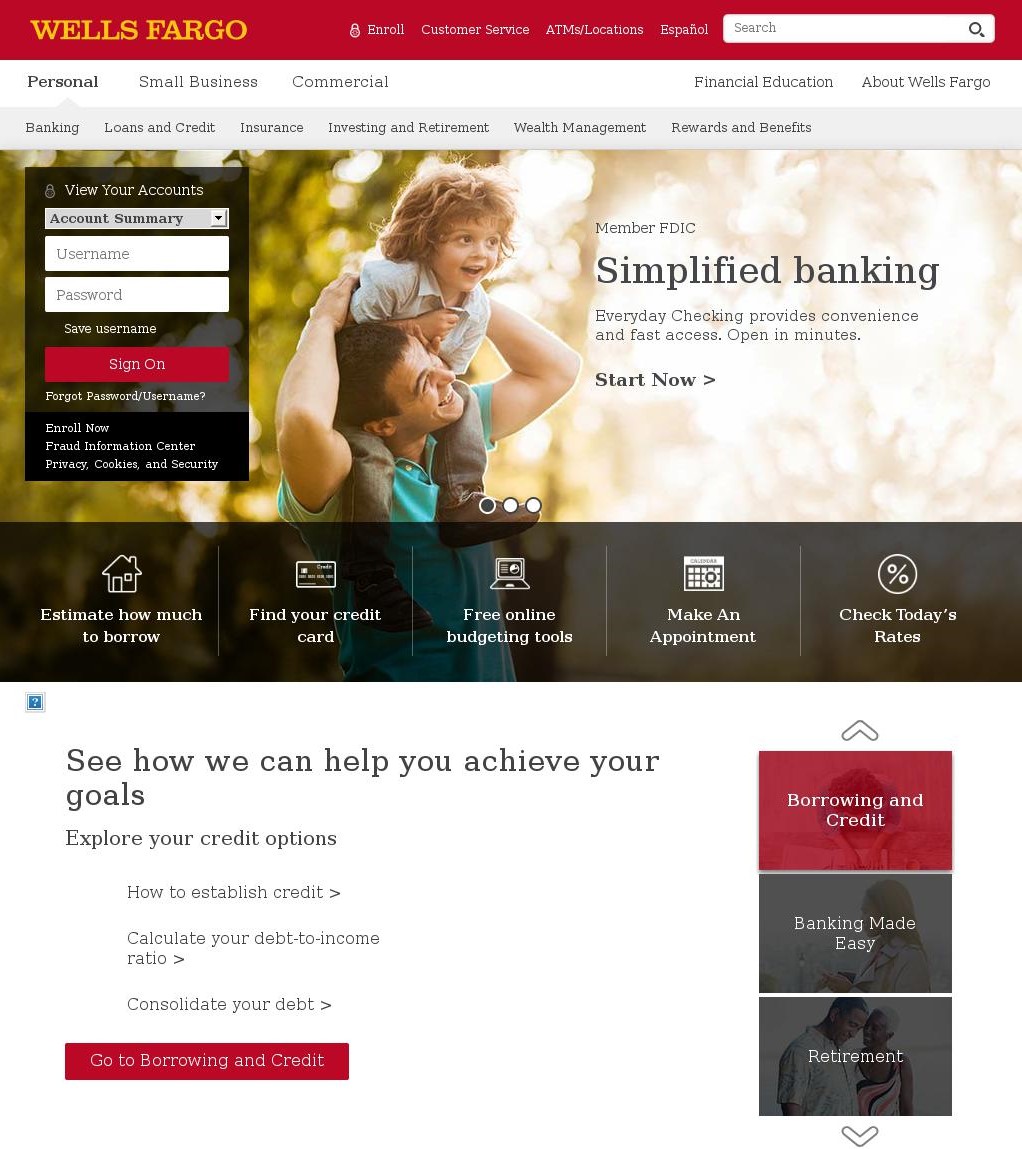 WELLS FARGO
Enroll Customer Service ATMs/Locations Español Search
Personal Small Business Commercial Financial Education About Wells Fargo
Banking Loans and Credit Insurance Investing and Retirement Wealth Management Rewards and Benefits
View Your Accounts
Account Summary
Username
Password
Save username
Sign On
Forgot Password/Username?
Enroll Now
Fraud Information Center
Privacy, Cookies, and Security
Member FDIC
Simplified banking
Everyday Checking provides convenience
and fast access. Open in minutes.
Start Now >
Estimate how much
to borrow
Find your credit
card
Free online
budgeting tools
CALENDAR
Make An
Appointment
%
Check Today's
Rates
?
See how we can help you achieve your
goals
Explore your credit options
How to establish credit >
Calculate your debt-to-income
ratio >
Consolidate your debt >
Go to Borrowing and Credit
Borrowing and
Credit
Banking Made
Easy
Retirement